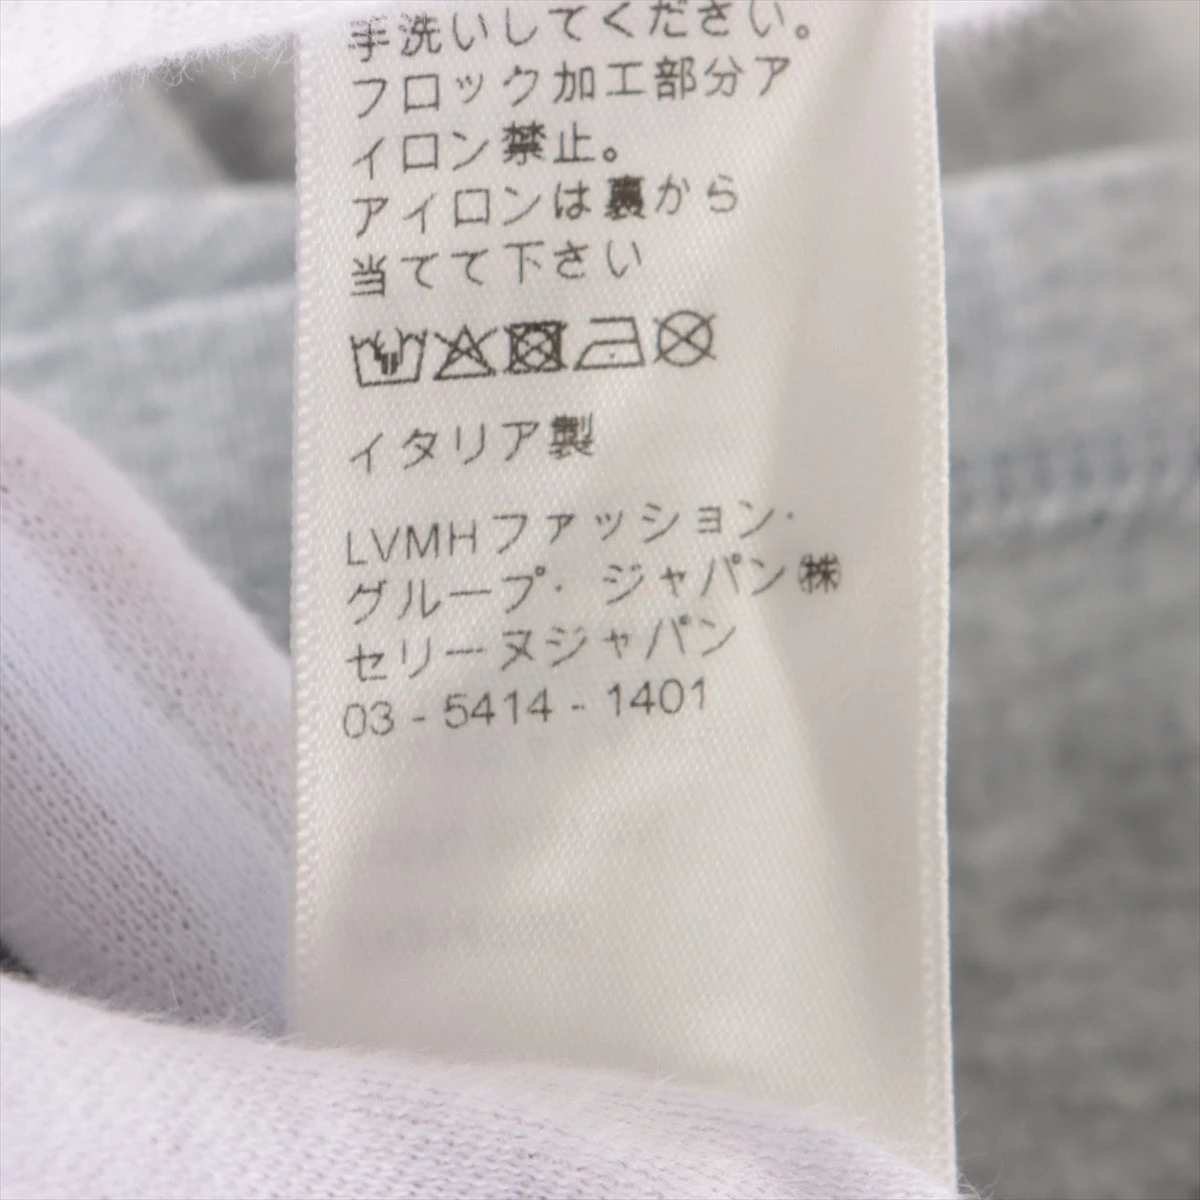 手洗いしてください。
フロック加工部分ア
イロン禁止。
アイロンは裏から
当てて下さい
イタリア製
LVMHファッション・
グループ・ジャパン㈱
セリーヌジャパン
03-5414-1401